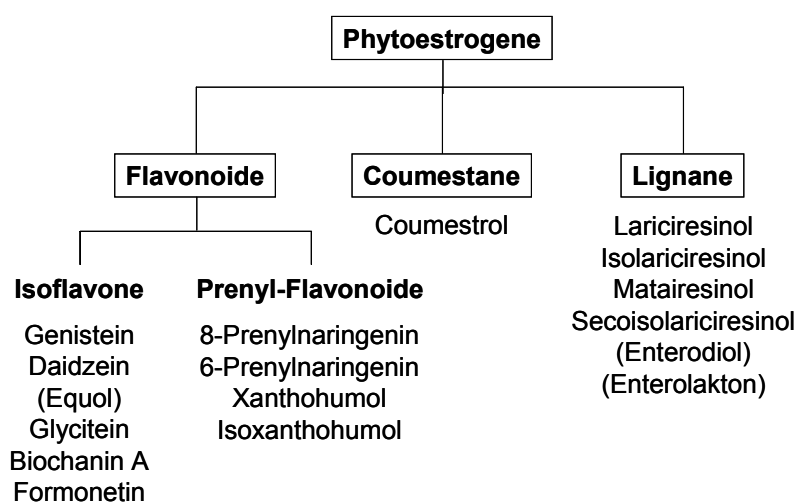 Phytoestrogene
Flavonoide
Coumestane
Lignane
Coumestrol
Lariciresinol
Isolariciresinol
Matairesinol
Secoisolariciresinol
(Enterodiol)
(Enterolakton)
Isoflavone
Genistein
Daidzein
(Equol)
Glycitein
Biochanin A
Formonetin
Prenyl-Flavonoide
8-Prenylnaringenin
6-Prenylnaringenin
Xanthohumol
Isoxanthohumol